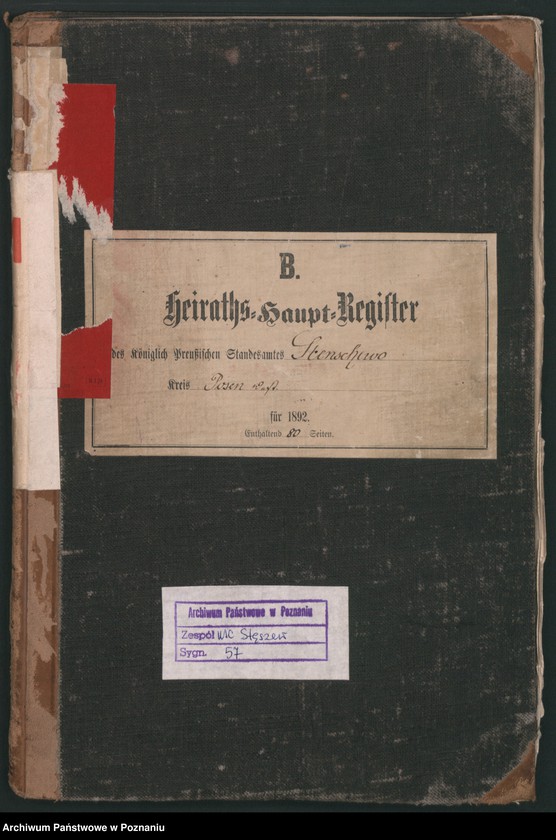 B.
Heiraths-Haupt-Register
des Königlich Preußischen Standesamtes Stenschewo
Kreis Posen West
für 1892.
Enthaltend 80 Seiten.
Archiwum Państwowe w Poznaniu
Zespół USC Stęszew
Sygn. 57
Archiwum Państwowe w Poznaniu